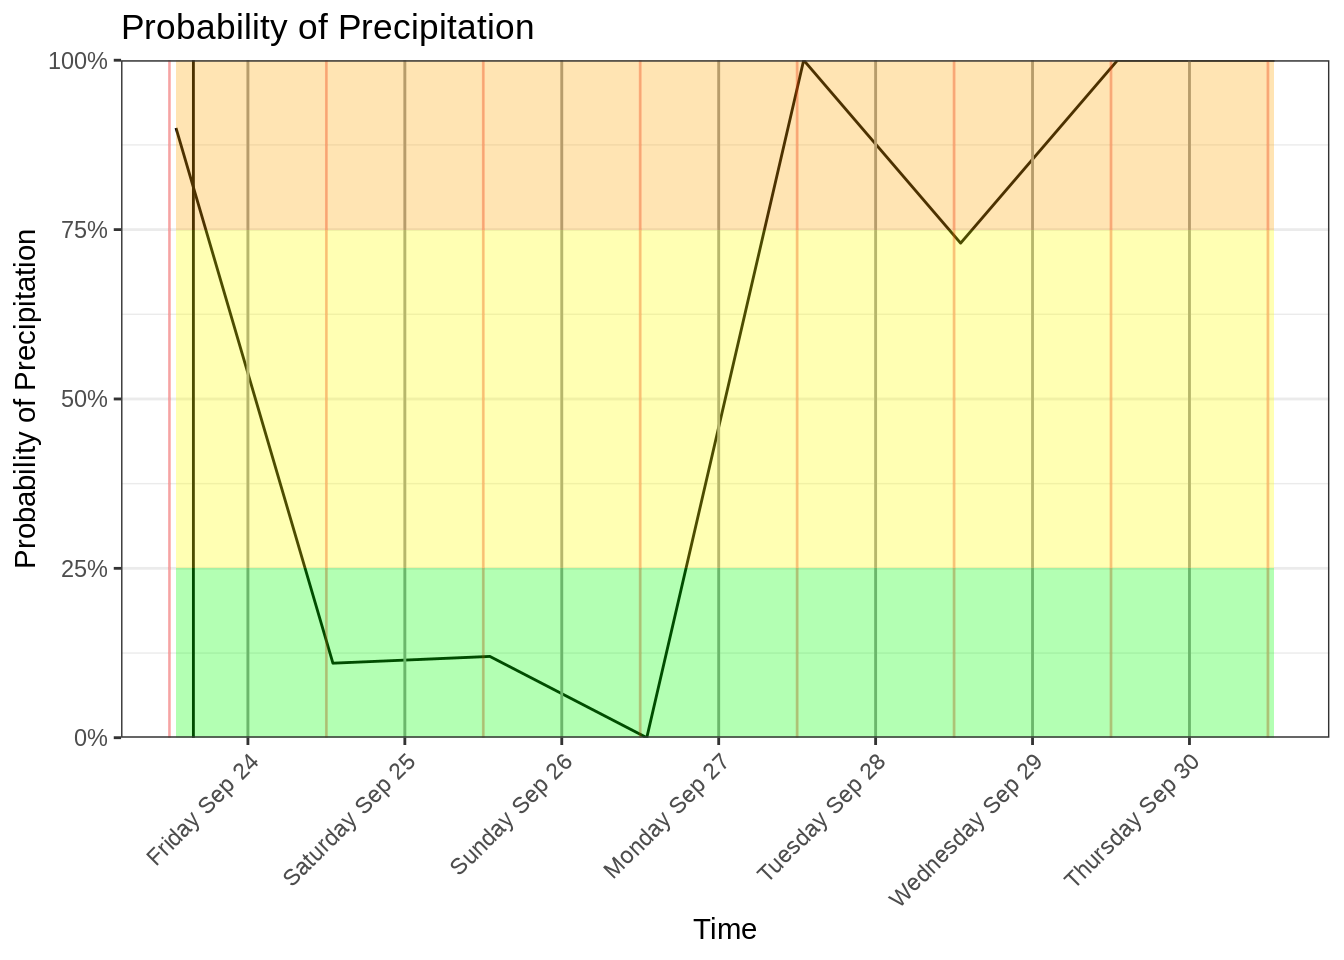 Probability of Precipitation
Probability of Precipitation
100%
75%
50%
25%
0%
Friday Sep 24
Saturday Sep 25
Sunday Sep 26
Monday Sep 27
Tuesday Sep 28
Wednesday Sep 29
Thursday Sep 30
Time